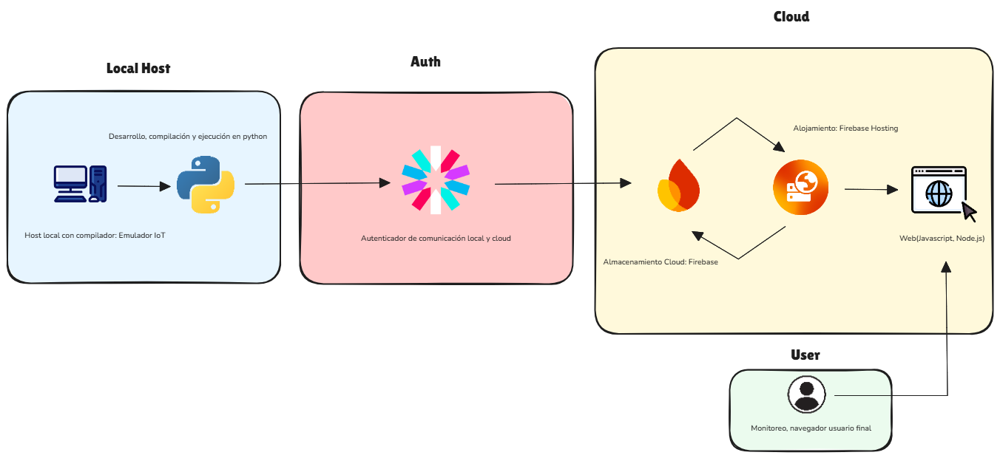 Cloud
Local Host
Auth
Desarrollo, compilación y ejecución en python
Host local con compilador: Emulador IoT
Autenticador de comunicación local y cloud
Alojamiento: Firebase Hosting
Web(Javascript, Node.js)
Almacenamiento Cloud: Firebase
User
Monitoreo, navegador usuario final